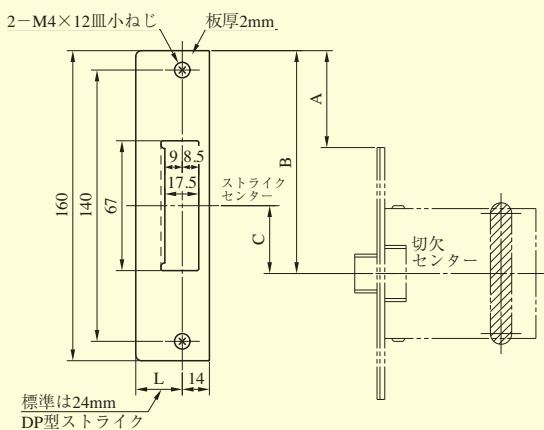 2−M4×12皿小ねじ
板厚2mm
A
B
9
8.5
17.5
ストライク
センター
160
140
67
C
切欠
センター
L
14
標準は24mm
DP型ストライク